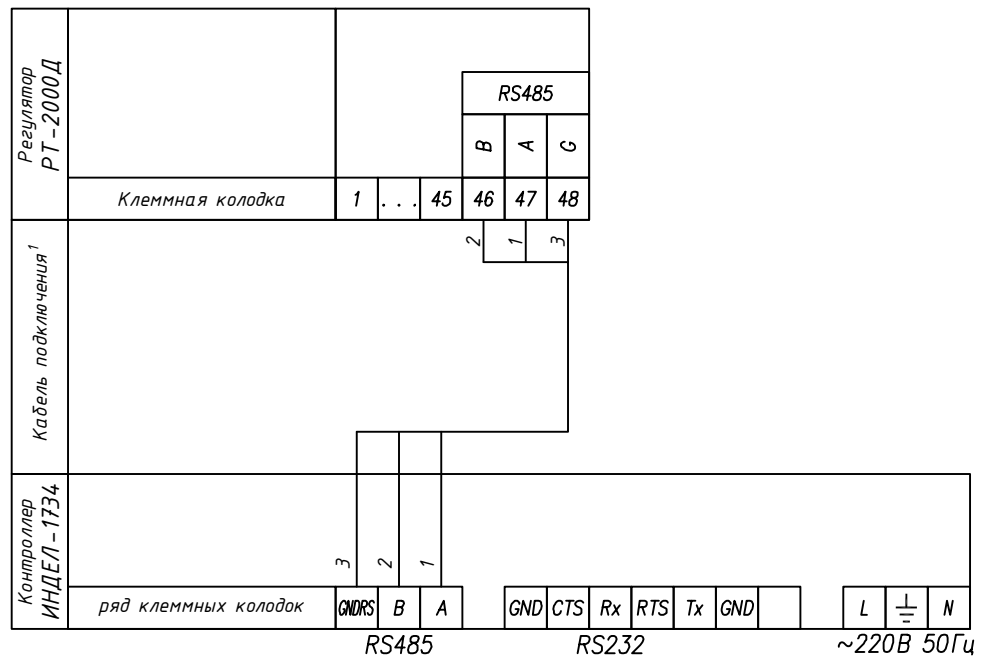 Регулятор
РТ-2000Д
RS485
B A G
Клеммная колодка 1 ... 45 46 47 48
2 1 3
Кабель подключения¹
3 2 1
Контроллер
ИНДЕЛ-1734
ряд клеммных колодок GNDRS B A GND CTS Rx RTS Tx GND L N
RS485 RS232 ~220В 50Гц